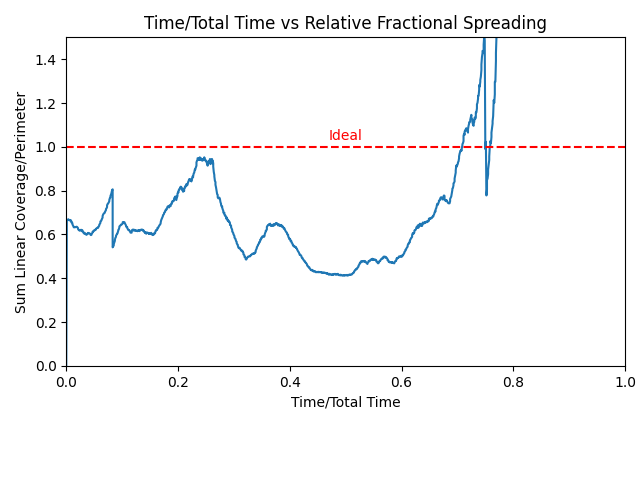 Time/Total Time vs Relative Fractional Spreading
Sum Linear Coverage/Perimeter
1.4
1.2
1.0
0.8
0.6
0.4
0.2
0.0
Ideal
0.0 0.2 0.4 0.6 0.8 1.0
Time/Total Time